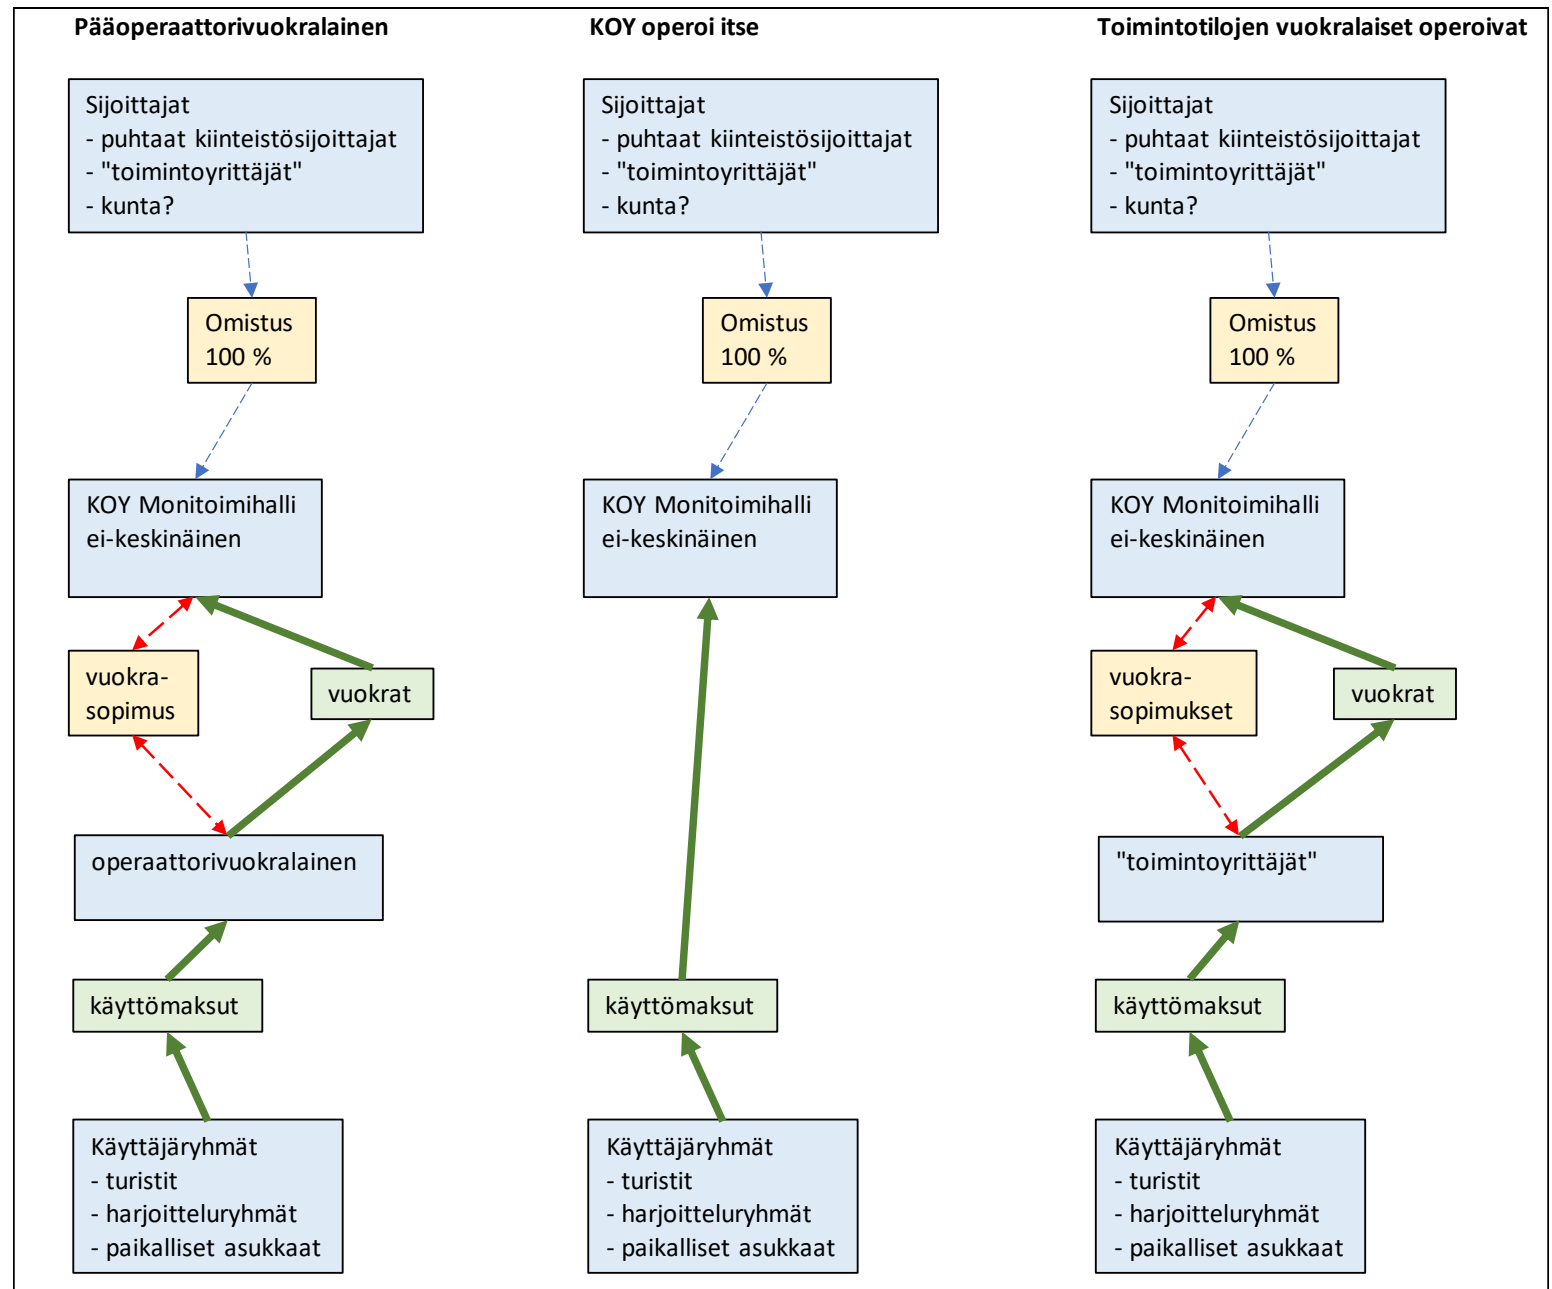 Pääoperaattorivuokralainen
Sijoittajat
- puhtaat kiinteistösijoittajat
- "toimintoyrittäjät"
- kunta?
Omistus
100 %
KOY Monitoimihalli
ei-keskinäinen
vuokra-
sopimus
vuokrat
operaattorivuokralainen
käyttömaksut
Käyttäjäryhmät
- turistit
- harjoitteluryhmät
- paikalliset asukkaat
KOY operoi itse
Sijoittajat
- puhtaat kiinteistösijoittajat
- "toimintoyrittäjät"
- kunta?
Omistus
100 %
KOY Monitoimihalli
ei-keskinäinen
käyttömaksut
Käyttäjäryhmät
- turistit
- harjoitteluryhmät
- paikalliset asukkaat
Toimintotilojen vuokralaiset operoivat
Sijoittajat
- puhtaat kiinteistösijoittajat
- "toimintoyrittäjät"
- kunta?
Omistus
100 %
KOY Monitoimihalli
ei-keskinäinen
vuokra-
sopimukset
vuokrat
"toimintoyrittäjät"
käyttömaksut
Käyttäjäryhmät
- turistit
- harjoitteluryhmät
- paikalliset asukkaat